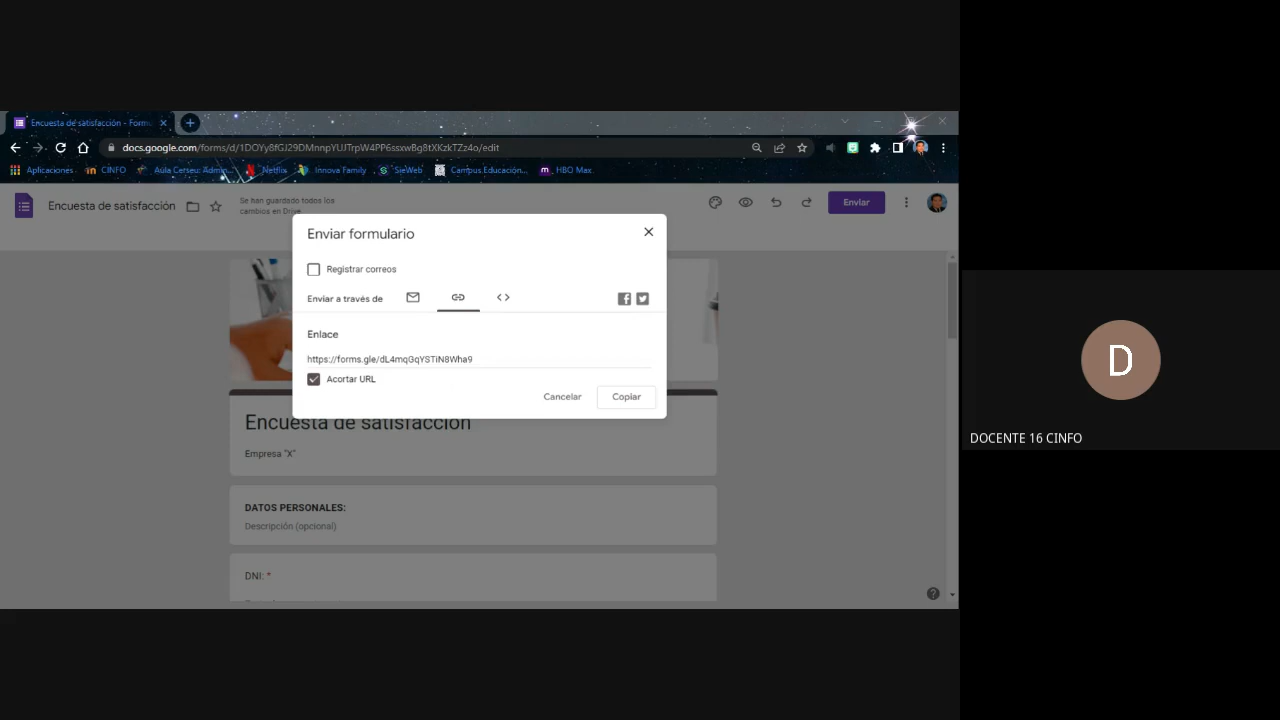 Encuesta de satisfacción - Formu
docs.google.com/forms/d/1DOYy8fGJ29DMnnpYUJTrpW4PP6ssxwBg8tXKzkTZz4o/edit
Aplicaciones CINFO Aula Cerseu: Admin... Netflix Innova Family SieWeb Campus Educación,... HBO Max
Encuesta de satisfacción
Se han guardado todos los
cambios en Drive
Enviar
Enviar formulario
Registrar correos
Enviar a través de
Enlace
https://forms.gle/dL4mqGqYSTiN8Wha9
Acortar URL
Cancelar Copiar
Encuesta de satisfacción
Empresa "X"
DATOS PERSONALES:
Descripción (opcional)
DNI: *
D
DOCENTE 16 CINFO